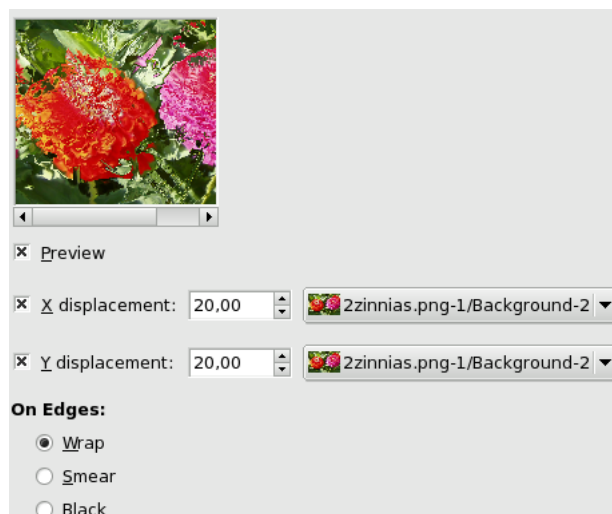 Preview
X displacement: 20,00 2zinnias.png-1/Background-2
Y displacement: 20,00 2zinnias.png-1/Background-2
On Edges:
Wrap
Smear
Black